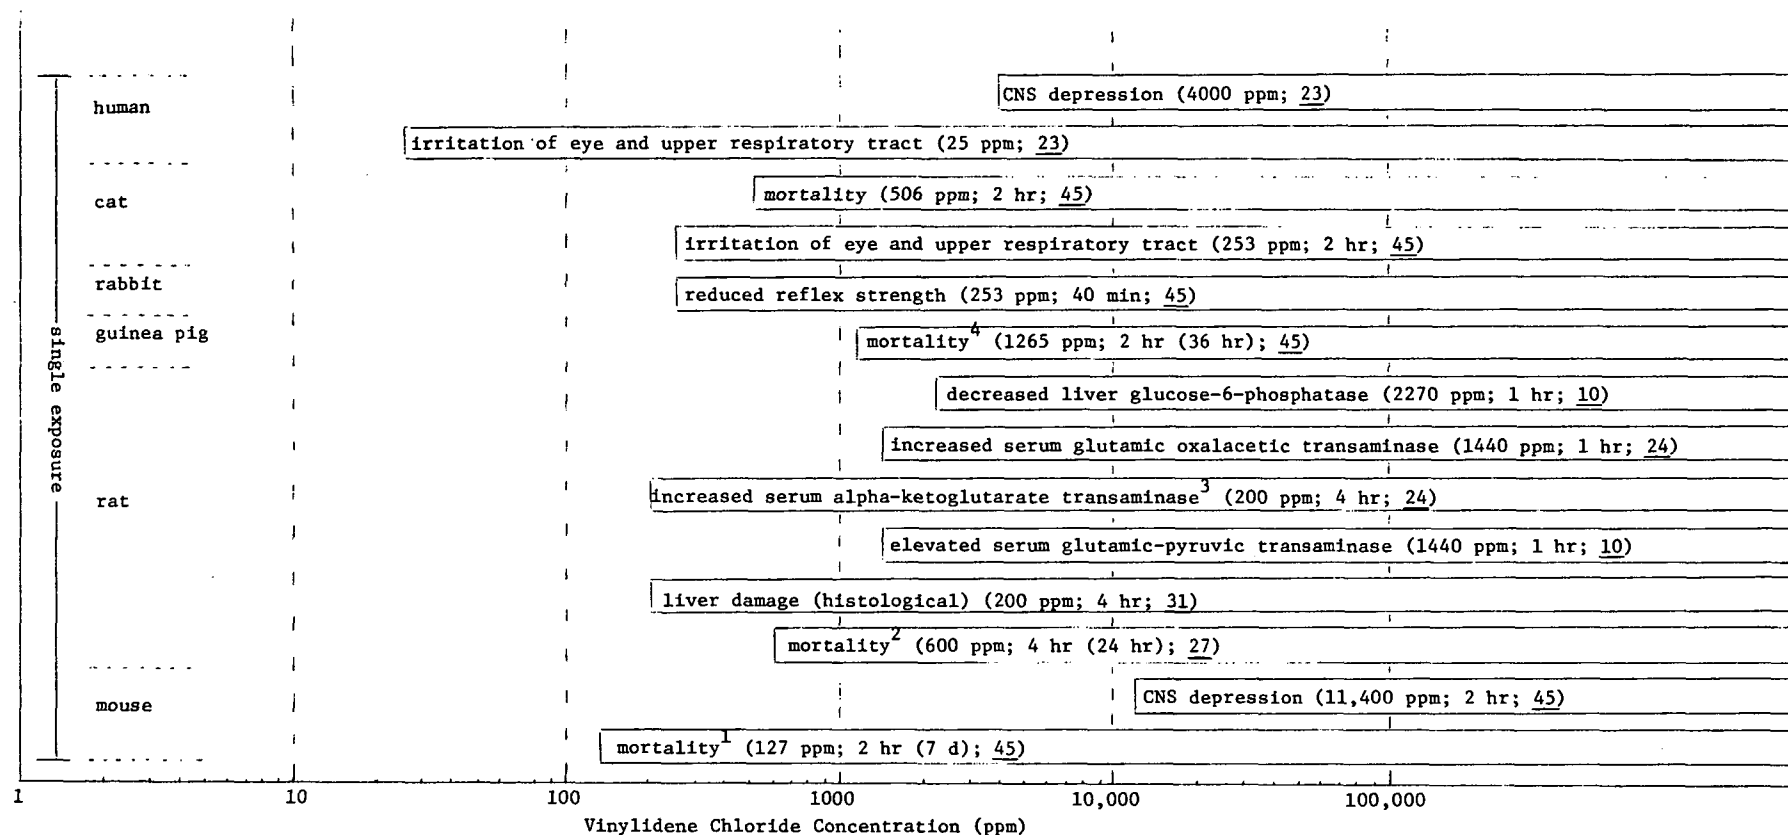 human
CNS depression (4000 ppm; 23)
irritation of eye and upper respiratory tract (25 ppm; 23)
cat
mortality (506 ppm; 2 hr; 45)
irritation of eye and upper respiratory tract (253 ppm; 2 hr; 45)
rabbit
reduced reflex strength (253 ppm; 40 min; 45)
guinea pig
mortality4 (1265 ppm; 2 hr (36 hr); 45)
single exposure
decreased liver glucose-6-phosphatase (2270 ppm; 1 hr; 10)
increased serum glutamic oxalacetic transaminase (1440 ppm; 1 hr; 24)
rat
increased serum alpha-ketoglutarate transaminase3 (200 ppm; 4 hr; 24)
elevated serum glutamic-pyruvic transaminase (1440 ppm; 1 hr; 10)
liver damage (histological) (200 ppm; 4 hr; 31)
mortality2 (600 ppm; 4 hr (24 hr); 27)
mouse
CNS depression (11,400 ppm; 2 hr; 45)
mortality1 (127 ppm; 2 hr (7 d); 45)
1 10 100 1000 10,000 100,000
Vinylidene Chloride Concentration (ppm)